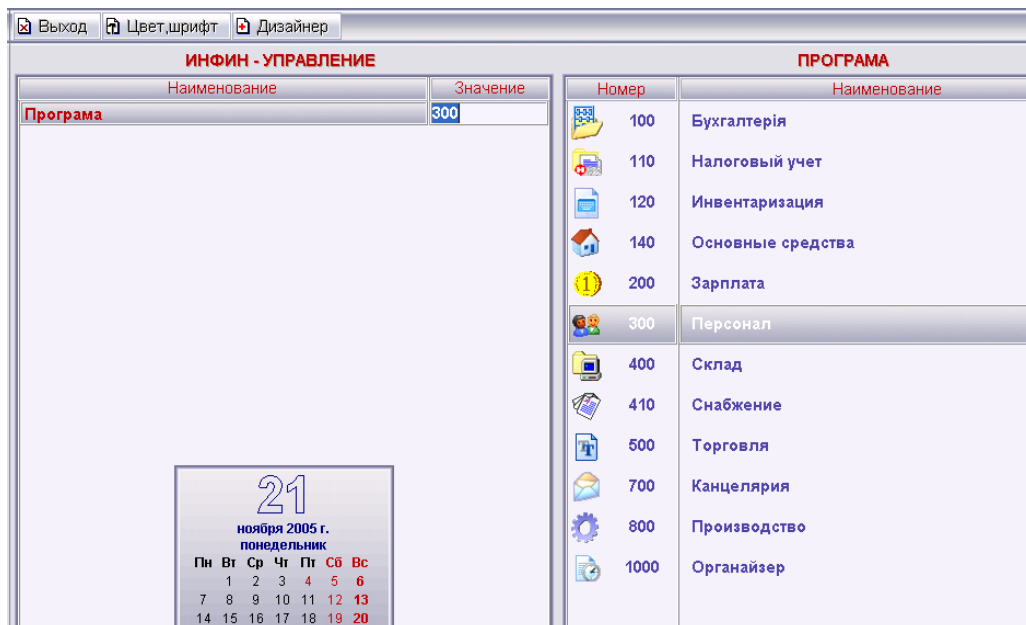 Выход Цвет,шрифт Дизайнер
ИНФИН - УПРАВЛЕНИЕ
Наименование Значение
Програма 300
21
ноября 2005 г.
понедельник
Пн Вт Ср Чт Пт Сб Вс
1 2 3 4 5 6
7 8 9 10 11 12 13
14 15 16 17 18 19 20
ПРОГРАМА
Номер Наименование
100 Бухгалтерія
110 Налоговый учет
120 Инвентаризация
140 Основные средства
200 Зарплата
300 Персонал
400 Склад
410 Снабжение
500 Торговля
700 Канцелярия
800 Производство
1000 Органайзер